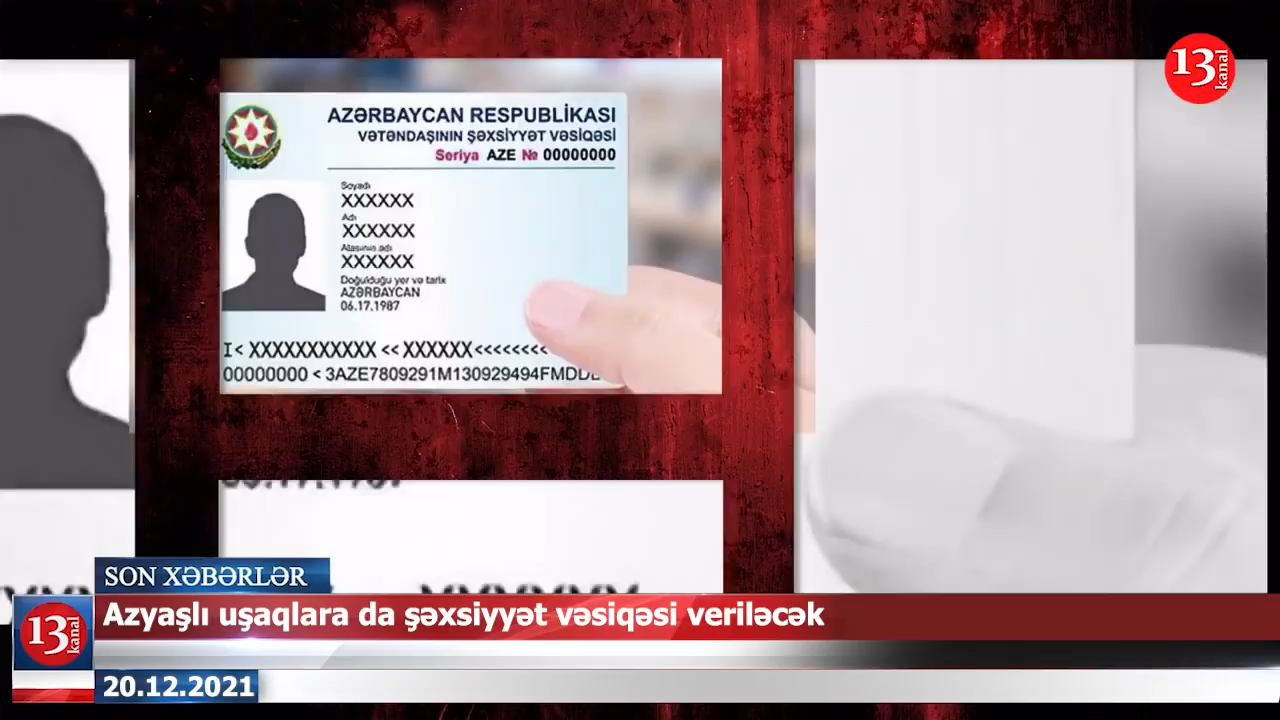 13 kanal
AZƏRBAYCAN RESPUBLİKASI
VƏTƏNDAŞININ ŞƏXSİYYƏT VƏSİQƏSİ
Seriya AZE № 00000000
Soyadı
XXXXXX
Adı
XXXXXX
Atasının adı
XXXXXX
Doğulduğu yer və tarix
AZƏRBAYCAN
06.17.1987
I< XXXXXXXXXXX << XXXXXX<<<<<<<<
00000000 < 3AZE7809291M130929494FMDDL
SON XƏBƏRLƏR
13 kanal
Azyaşlı uşaqlara da şəxsiyyət vəsiqəsi veriləcək
20.12.2021